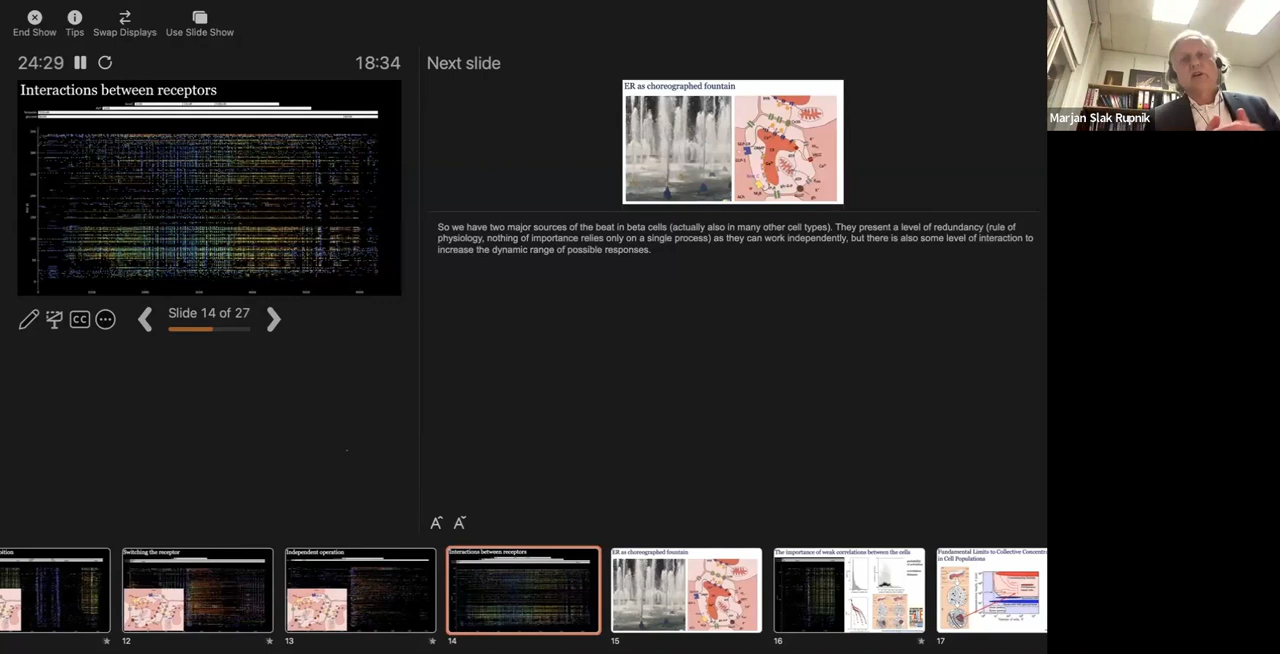 End Show
Tips
Swap Displays
Use Slide Show
24:29
18:34
Next slide
Interactions between receptors
ER as choreographed fountain
Marjan Slak Rupnik
So we have two major sources of the beat in beta cells (actually also in many other cell types). They present a level of redundancy (rule of
physiology, nothing of importance relies only on a single process) as they can work independently, but there is also some level of interaction to
increase the dynamic range of possible responses.
CC
Slide 14 of 27
A A
Switching the receptor
Independent operation
Interactions between receptors
ER as choreographed fountain
The importance of weak correlations between the cells
Fundamental Limits to Collective Concentra
in Cell Populations
12
13
14
15
16
17